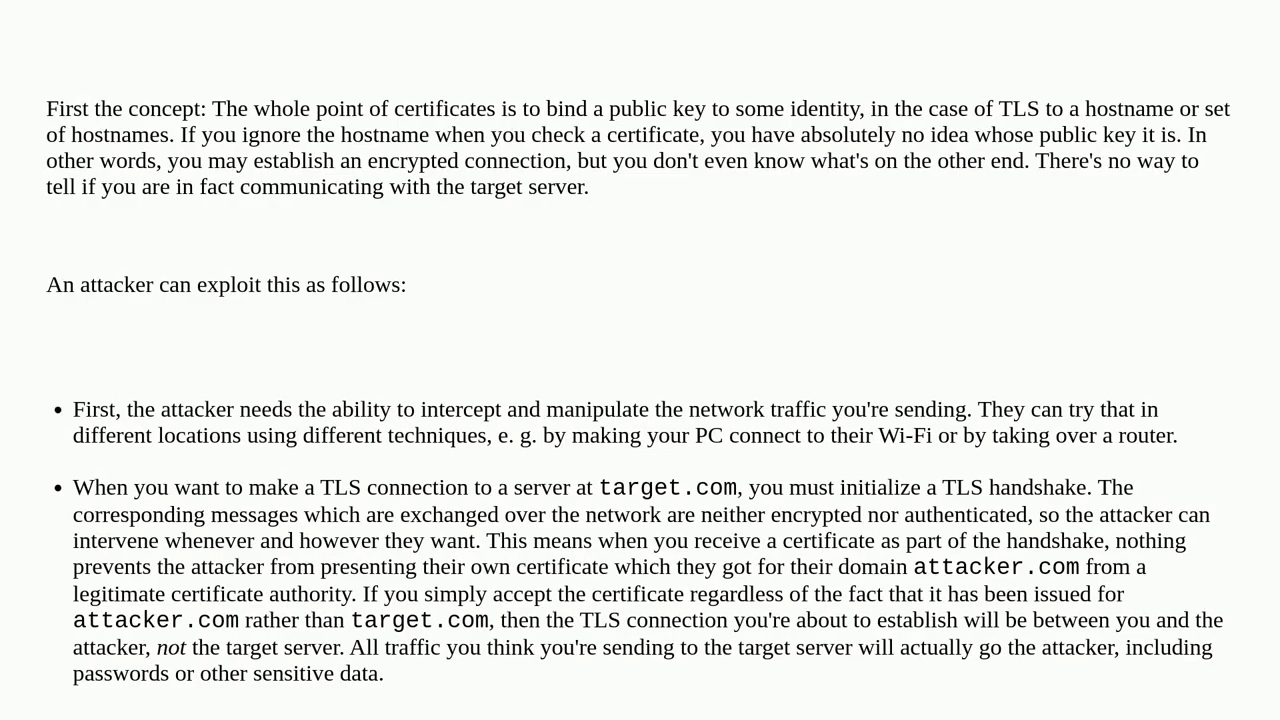 First the concept: The whole point of certificates is to bind a public key to some identity, in the case of TLS to a hostname or set
of hostnames. If you ignore the hostname when you check a certificate, you have absolutely no idea whose public key it is. In
other words, you may establish an encrypted connection, but you don't even know what's on the other end. There's no way to
tell if you are in fact communicating with the target server.
An attacker can exploit this as follows:
• First, the attacker needs the ability to intercept and manipulate the network traffic you're sending. They can try that in
different locations using different techniques, e. g. by making your PC connect to their Wi-Fi or by taking over a router.
• When you want to make a TLS connection to a server at target.com, you must initialize a TLS handshake. The
corresponding messages which are exchanged over the network are neither encrypted nor authenticated, so the attacker can
intervene whenever and however they want. This means when you receive a certificate as part of the handshake, nothing
prevents the attacker from presenting their own certificate which they got for their domain attacker.com from a
legitimate certificate authority. If you simply accept the certificate regardless of the fact that it has been issued for
attacker.com rather than target.com, then the TLS connection you're about to establish will be between you and the
attacker, not the target server. All traffic you think you're sending to the target server will actually go the attacker, including
passwords or other sensitive data.